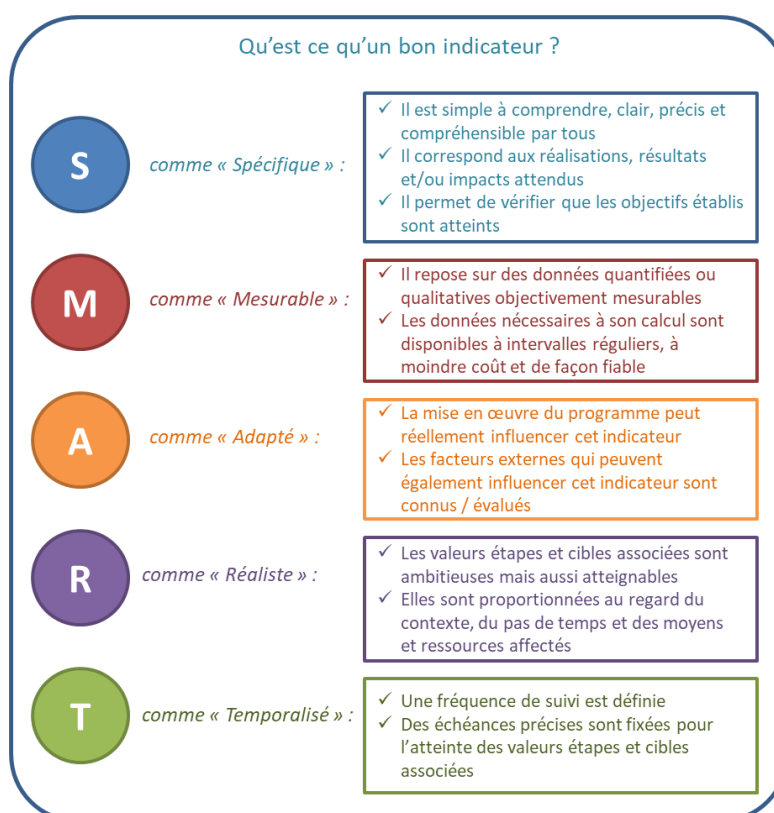 Qu'est ce qu'un bon indicateur ?
S
comme « Spécifique » :
✓ Il est simple à comprendre, clair, précis et
compréhensible par tous
✓ Il correspond aux réalisations, résultats
et/ou impacts attendus
✓ Il permet de vérifier que les objectifs établis
sont atteints
M
comme « Mesurable » :
✓ Il repose sur des données quantifiées ou
qualitatives objectivement mesurables
✓ Les données nécessaires à son calcul sont
disponibles à intervalles réguliers, à
moindre coût et de façon fiable
A
comme « Adapté » :
✓ La mise en œuvre du programme peut
réellement influencer cet indicateur
✓ Les facteurs externes qui peuvent
également influencer cet indicateur sont
connus / évalués
R
comme « Réaliste » :
✓ Les valeurs étapes et cibles associées sont
ambitieuses mais aussi atteignables
✓ Elles sont proportionnées au regard du
contexte, du pas de temps et des moyens
et ressources affectés
T
comme « Temporalisé » :
✓ Une fréquence de suivi est définie
✓ Des échéances précises sont fixées pour
l'atteinte des valeurs étapes et cibles
associées